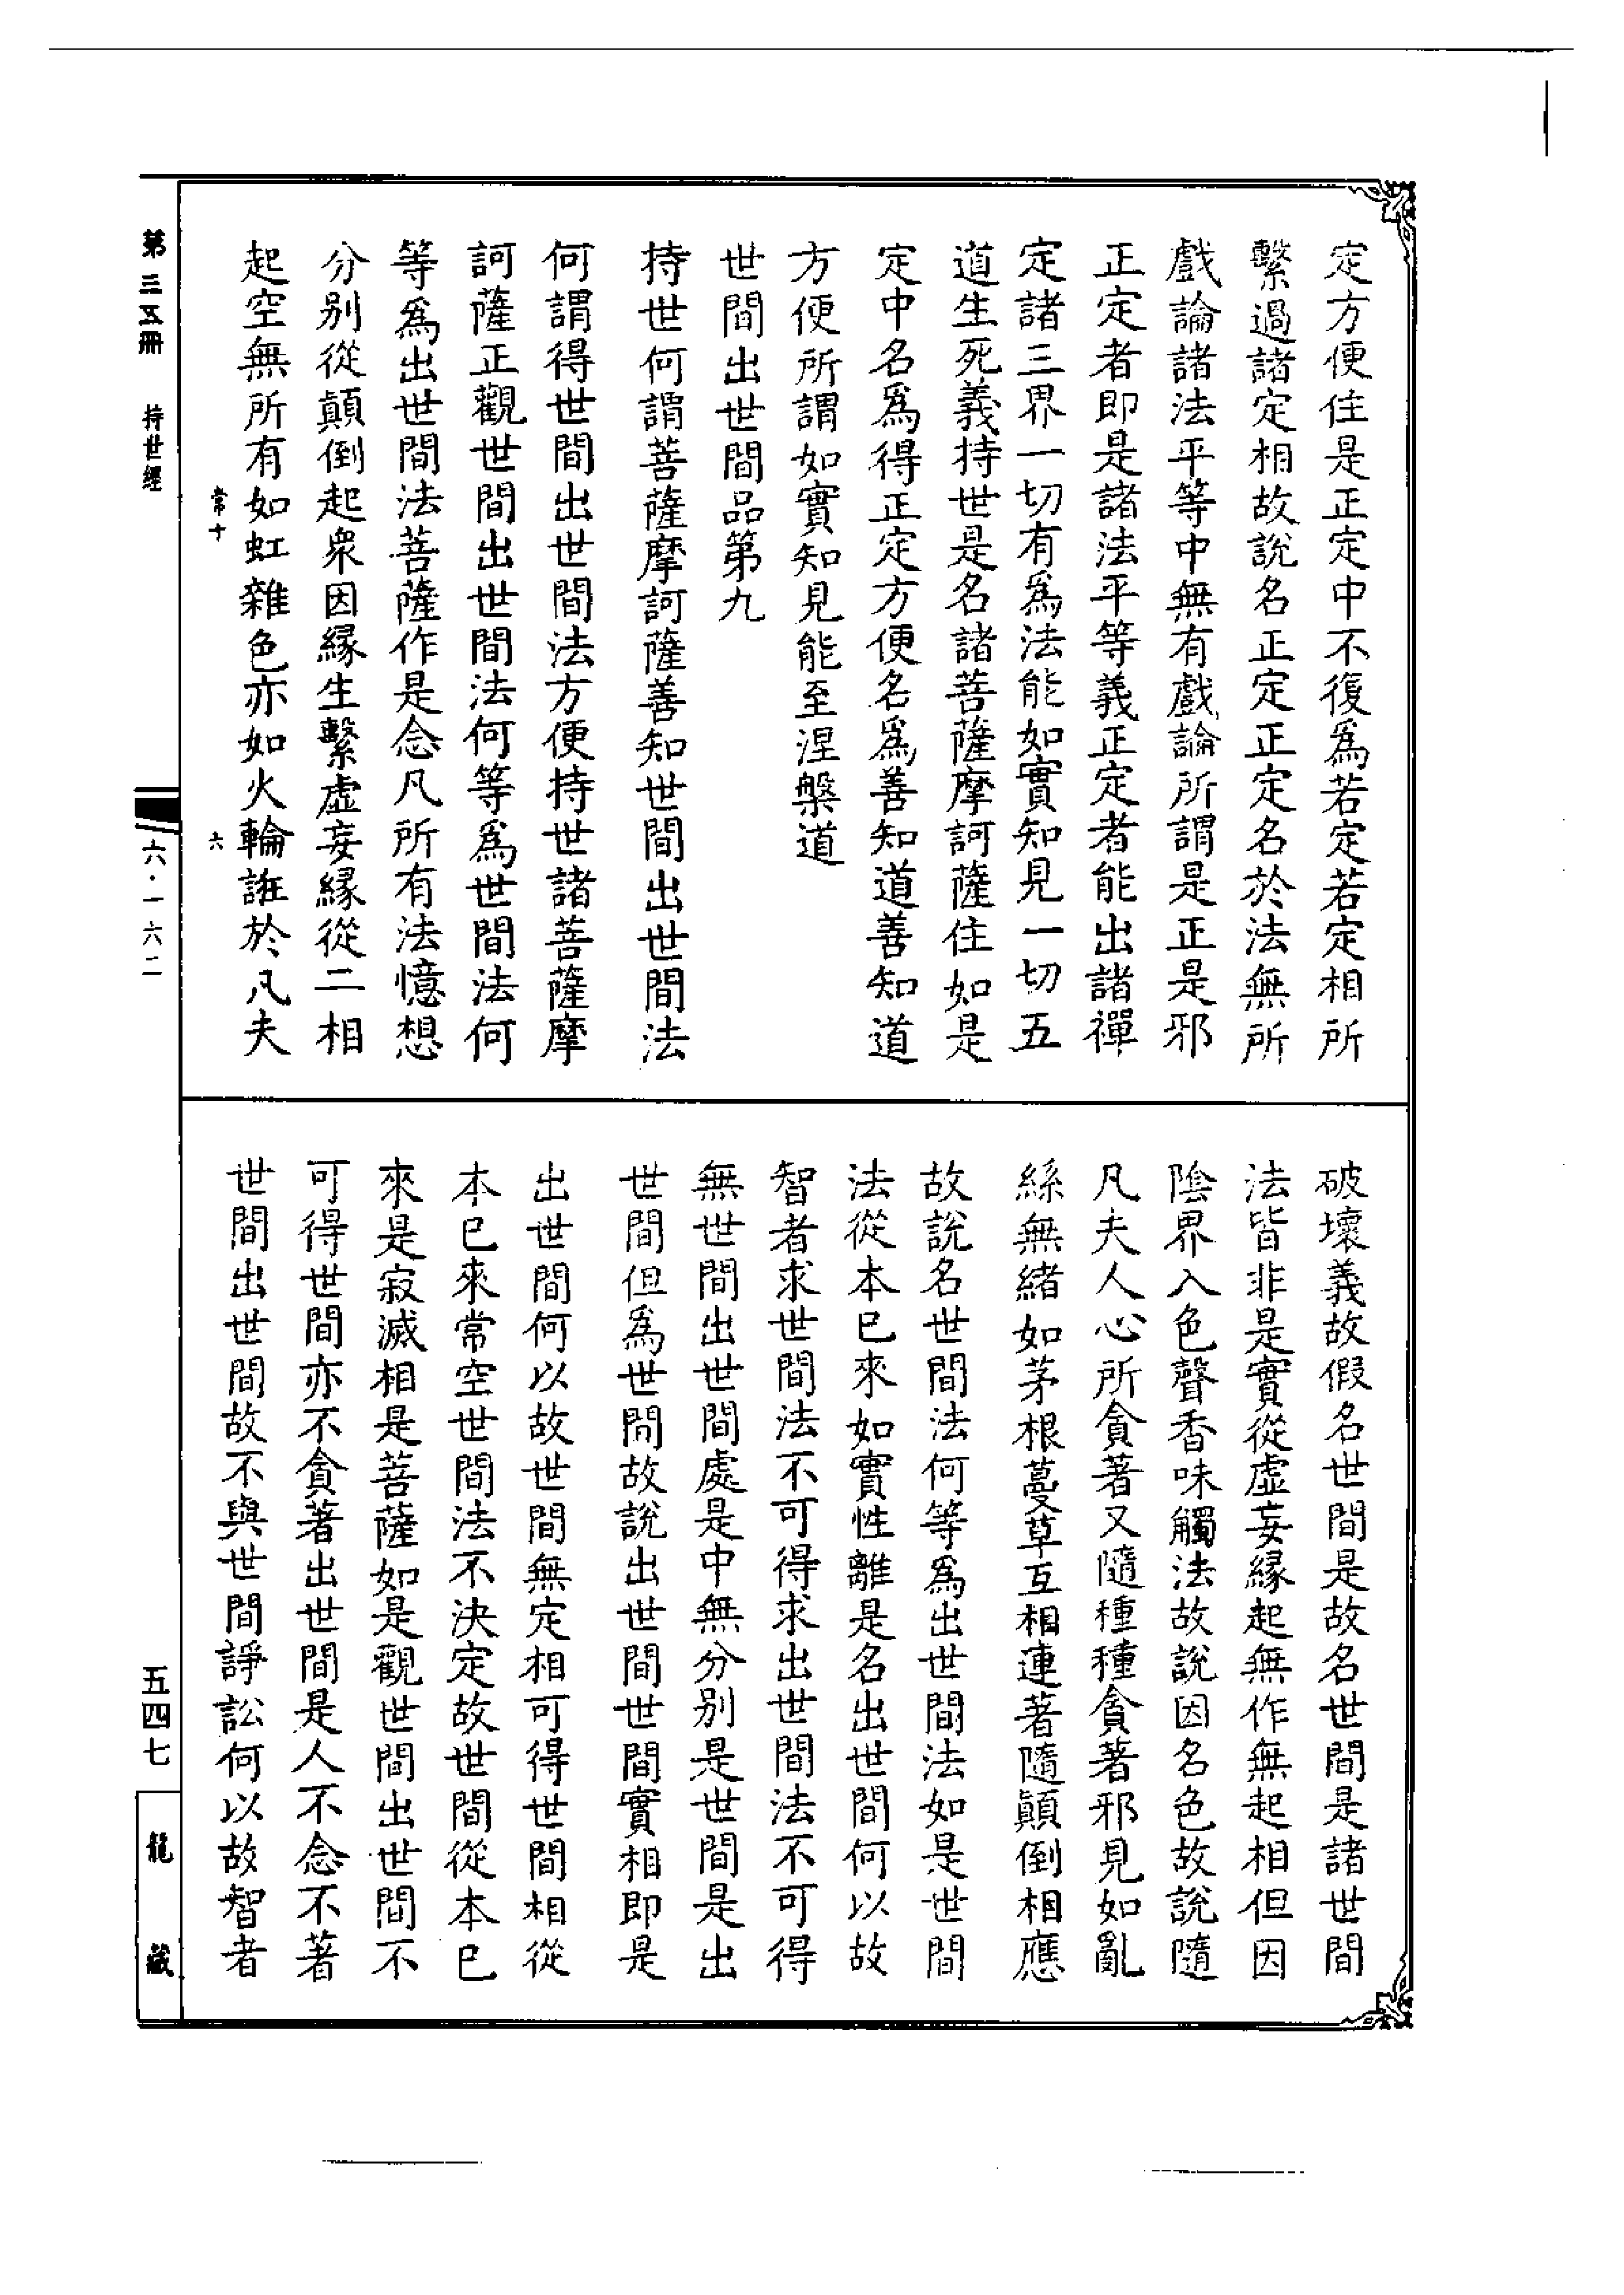 定方便住是正定中不復爲若定若定相所
繫過諸定相故説名正定正定名於法無所
戲論諸法平等中無有戲論所謂是正是邪
正定者即是諸法平等義正定者能出諸禪
定諸三界一切有爲法能如實知見一切五
道生死義持世是名諸菩薩摩訶薩住如是
定中名爲得正定方便名爲善知道善知道
方便所謂如實知見能至涅槃道
世間出世間品第九
持世何謂菩薩摩訶薩善知世間出世間法
何謂得世間出世間法方便持世諸菩薩摩
訶薩正觀世間出世間法何等爲世間法何
等爲出世間法菩薩作是念凡所有法憶想
分別從顛倒起衆因縁生繫虚妄縁從二相
起空無所有如虹雜色亦如火輪誑於凡夫
常十
六
破壞義故假名世間是故名世間是諸世間
法皆非是實從虚妄縁起無作無起相但因
陰界入色聲香味觸法故説因名色故説隨
凡夫人心所貪著又隨種種貪著邪見如亂
絲無緒如茅根蔓草互相連著隨顛倒相應
故説名世間法何等爲出世間法如是世間
法從本已來如實性離是名出世間何以故
智者求世間法不可得求出世間法不可得
無世間出世間處是中無分別是世間是出
世間但爲世間故説出世間世間實相即是
出世間何以故世間無定相可得世間相從
本已來常空世間法不決定故世間從本已
來是寂滅相是菩薩如是觀世間出世間不
可得世間亦不貪著出世間是人不念不著
世間出世間故不與世間諍訟何以故智者
第三五冊
持世經
六·一六二
五四七
龍藏